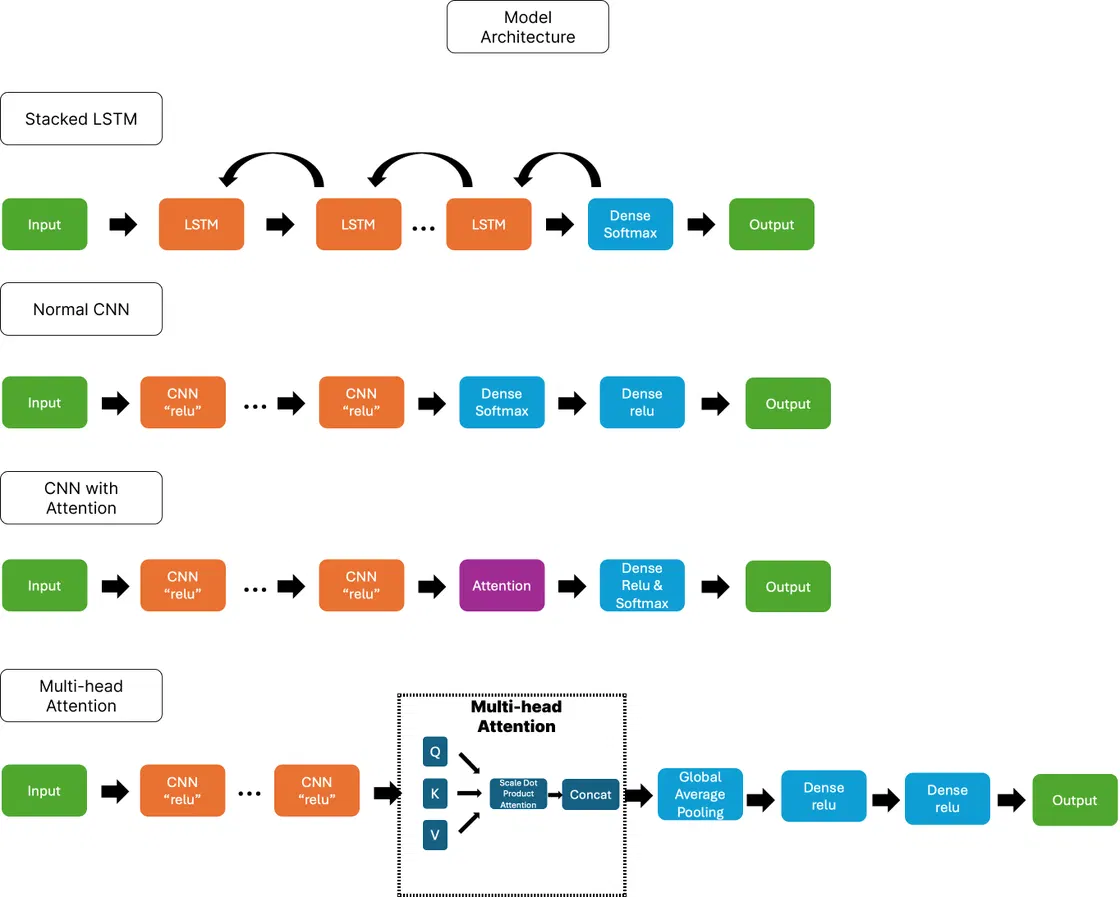 Model
Architecture
Stacked LSTM
Input
LSTM
LSTM
...
LSTM
Dense
Softmax
Output
Normal CNN
Input
CNN
“relu”
...
CNN
“relu”
Dense
Softmax
Dense
relu
Output
CNN with
Attention
Input
CNN
“relu”
...
CNN
“relu”
Attention
Dense
Relu &
Softmax
Output
Multi-head
Attention
Input
CNN
“relu”
...
CNN
“relu”
Multi-head
Attention
Q
K
V
Scale Dot
Product
Attention
Concat
Global
Average
Pooling
Dense
relu
Dense
relu
Output